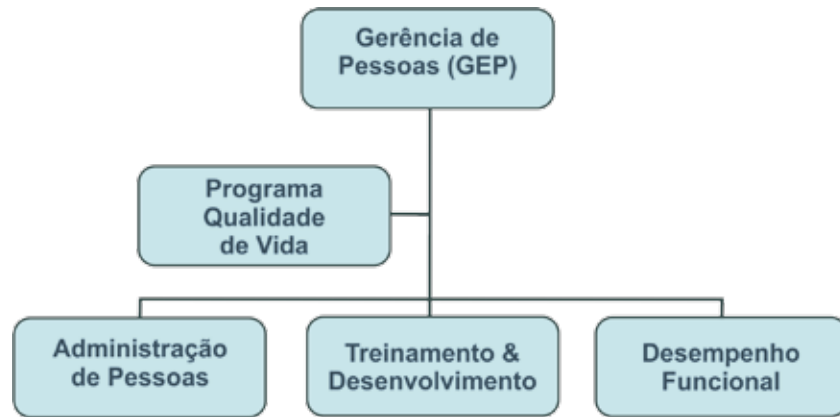 Gerência de
Pessoas (GEP)
Programa
Qualidade
de Vida
Administração
de Pessoas
Treinamento &
Desenvolvimento
Desempenho
Funcional